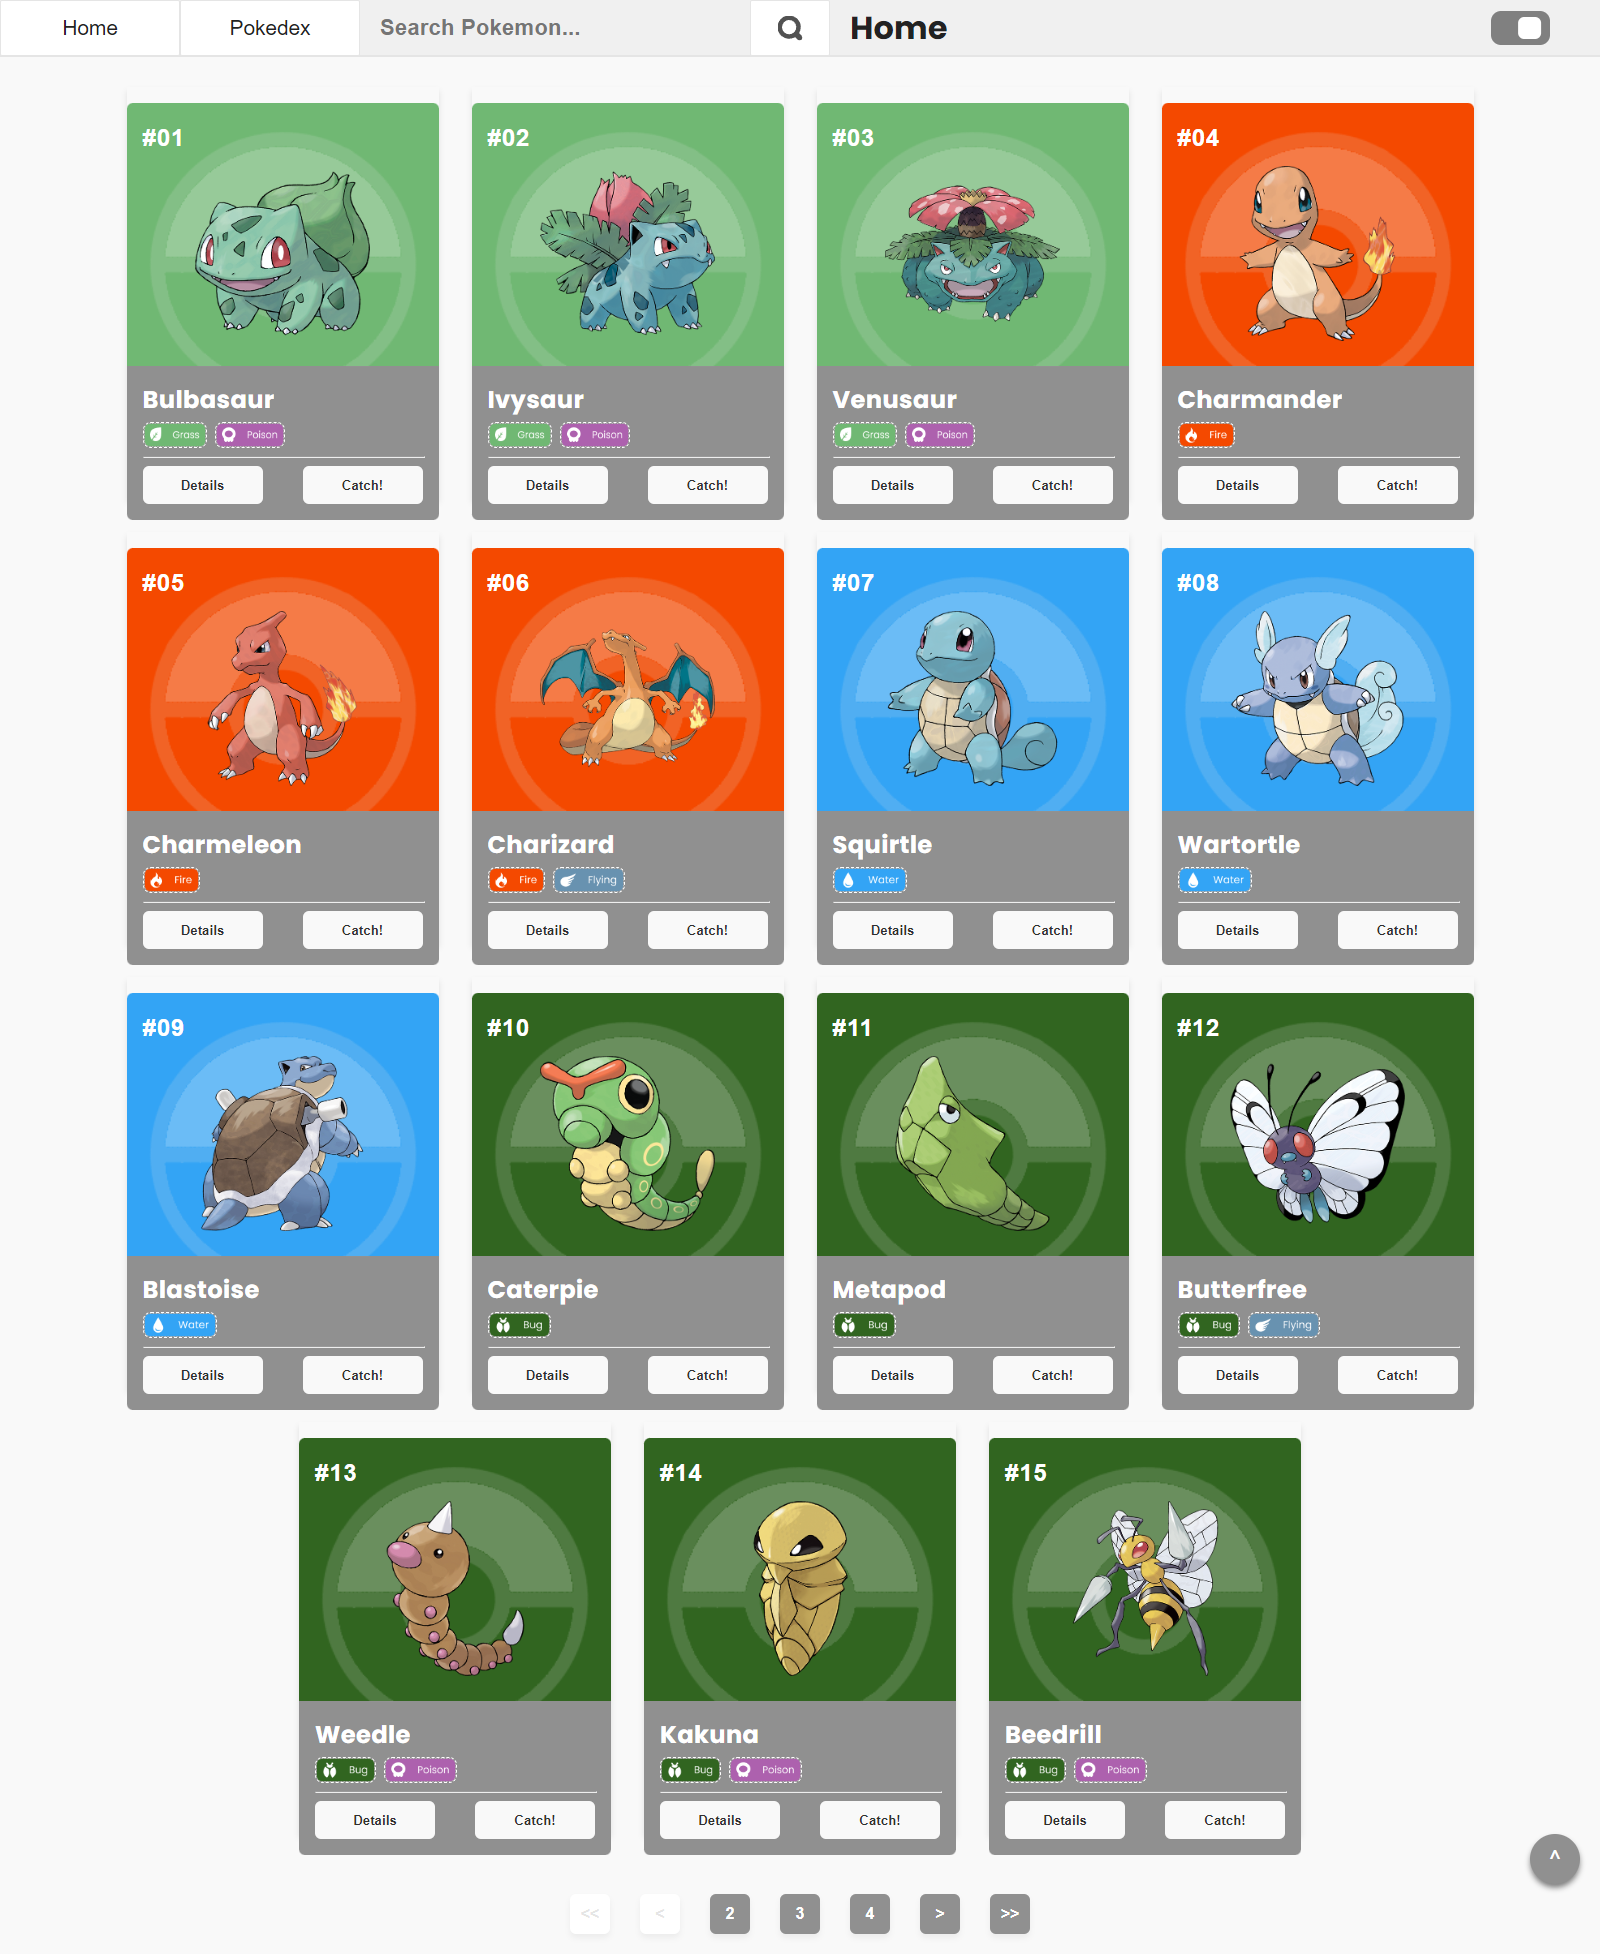 Home Pokedex Search Pokemon... Home
#01 #02 #03 #04
Bulbasaur Ivysaur Venusaur Charmander
Grass Poison Grass Poison Grass Poison Fire
Details Catch! Details Catch! Details Catch! Details Catch!
#05 #06 #07 #08
Charmeleon Charizard Squirtle Wartortle
Fire Fire Flying Water Water
Details Catch! Details Catch! Details Catch! Details Catch!
#09 #10 #11 #12
Blastoise Caterpie Metapod Butterfree
Water Bug Bug Bug Flying
Details Catch! Details Catch! Details Catch! Details Catch!
#13 #14 #15
Weedle Kakuna Beedrill
Bug Poison Bug Poison Bug Poison
Details Catch! Details Catch! Details Catch!
^
<< < 2 3 4 > >>